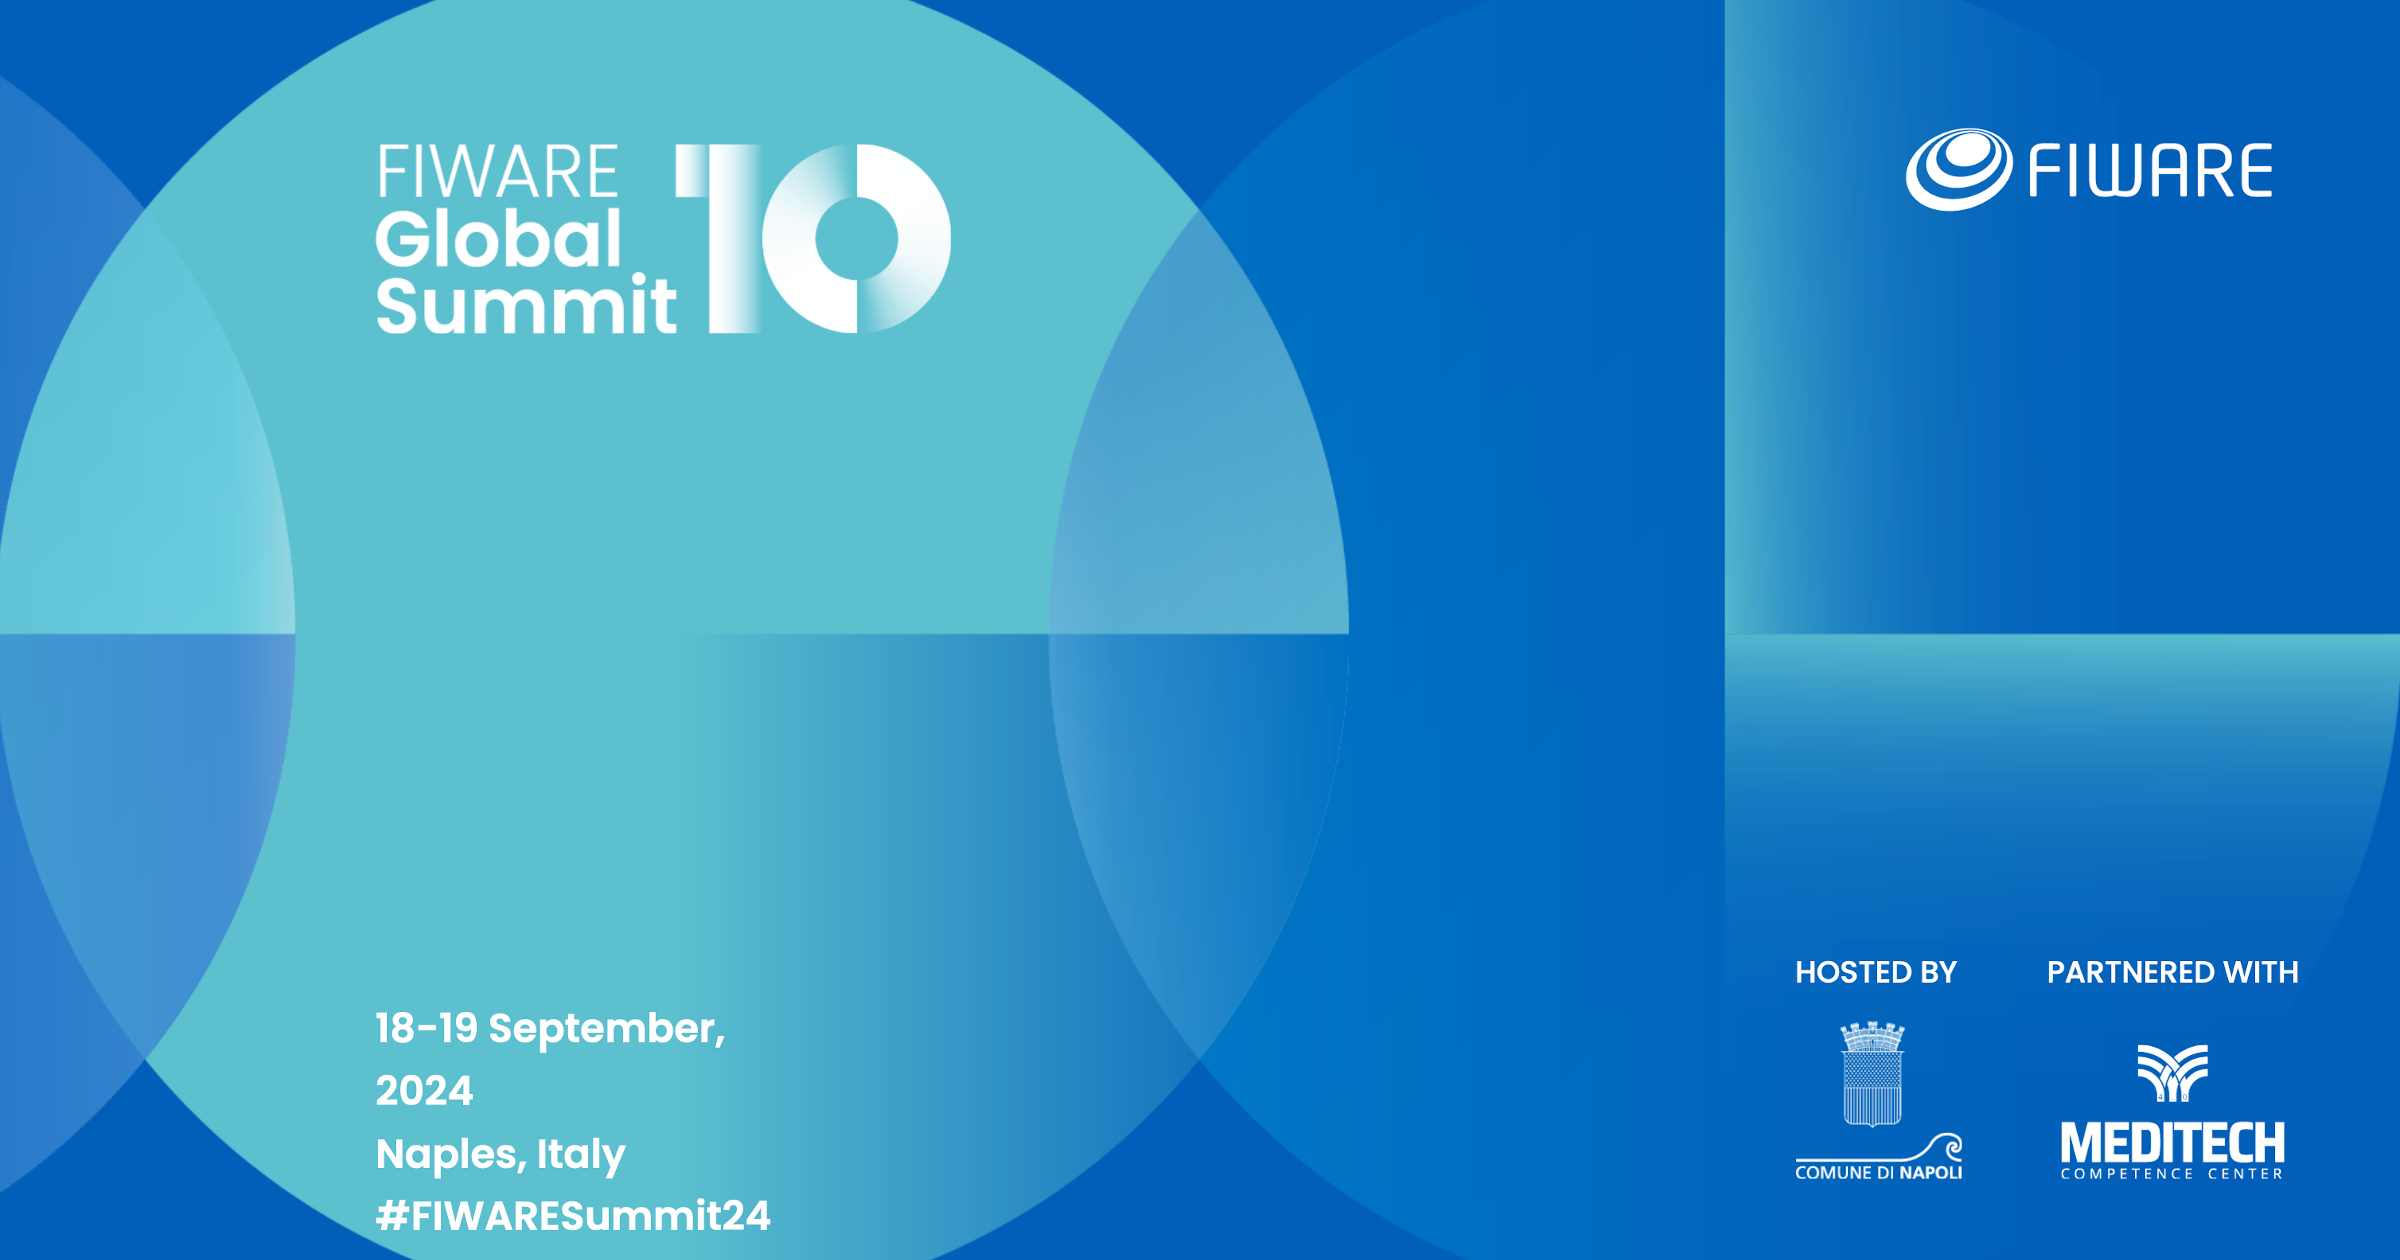 FIWARE
Global
Summit
10
FIWARE
18-19 September,
2024
Naples, Italy
#FIWARESummit24
HOSTED BY
COMUNE DI NAPOLI
PARTNERED WITH
MEDITECH
COMPETENCE CENTER